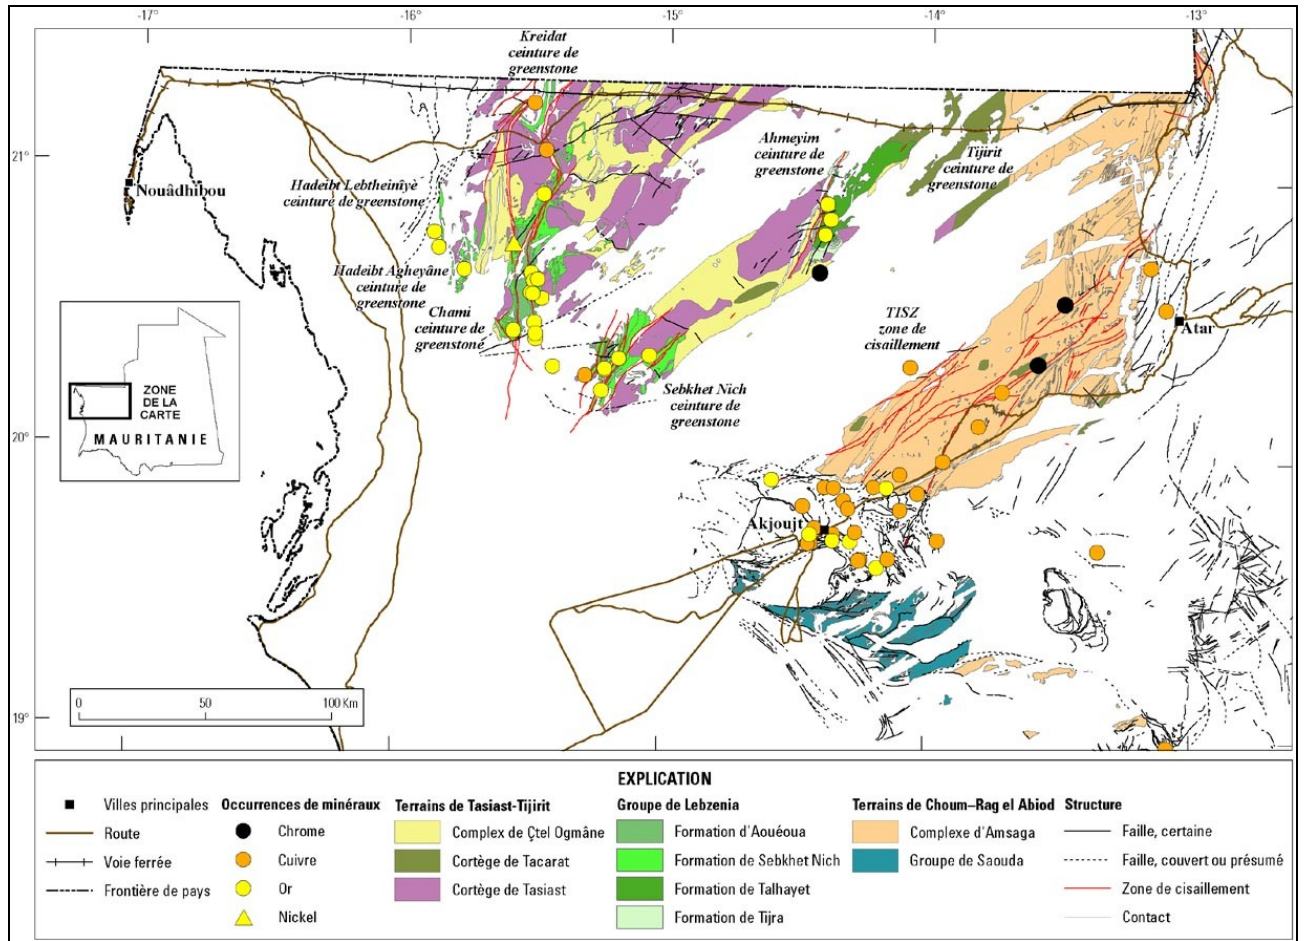 -17°
-16°
-15°
-14°
-13°
Kreidat
ceinture de
greenstone
21°
Nouâdhibou
Hadeibt Lebtheinîyè
ceinture de greenstone
Ahmeyim
ceinture de
greenstone
Tijirit
ceinture de
greenstone
Hadeibt Agheyâne
ceinture de
greenstone
Chami
ceinture de
greenstone
TISZ
zone de
cisaillement
Atar
ZONE
DE LA
CARTE
MAURITANIE
Sebkhet Nich
ceinture de
greenstone
20°
Akjoujt
0 50 100 Km
19°
EXPLICATION
Villes principales
Route
Voie ferrée
Frontière de pays
Occurrences de minéraux
Chrome
Cuivre
Or
Nickel
Terrains de Tasiast-Tijirit
Complex de Çtel Ogmâne
Cortège de Tacarat
Cortège de Tasiast
Groupe de Lebzenia
Formation d'Aouéoua
Formation de Sebkhet Nich
Formation de Talhayet
Formation de Tijra
Terrains de Choum–Rag el Abiod
Complexe d'Amsaga
Groupe de Saouda
Structure
Faille, certaine
Faille, couvert ou présumé
Zone de cisaillement
Contact